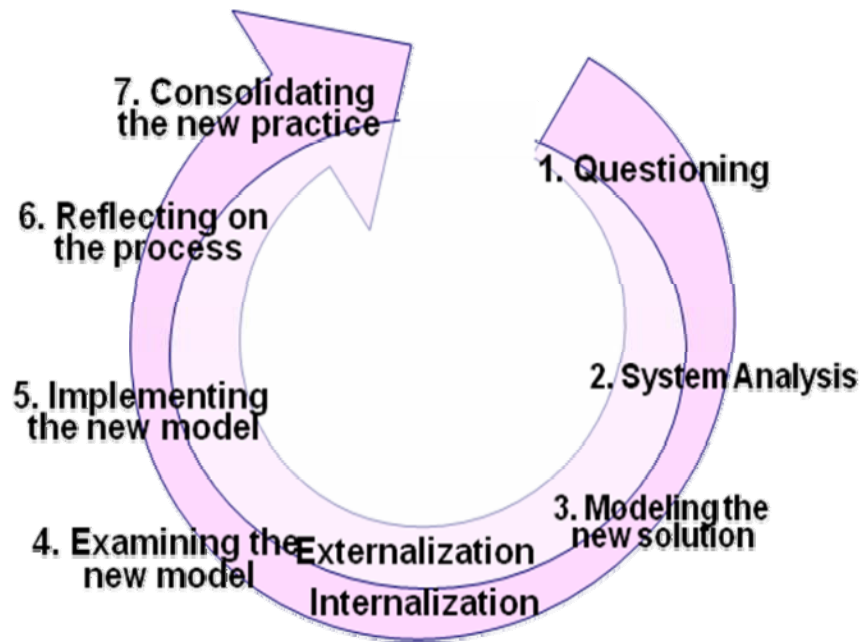 1. Questioning
2. System Analysis
3. Modeling the
new solution
4. Examining the
new model
5. Implementing
the new model
6. Reflecting on
the process
7. Consolidating
the new practice
Externalization
Internalization